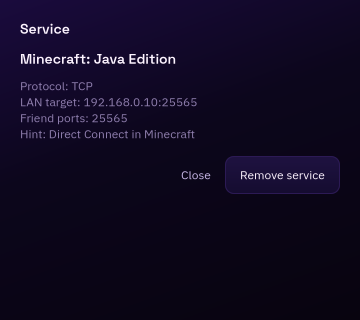 Service
Minecraft: Java Edition
Protocol: TCP
LAN target: 192.168.0.10:25565
Friend ports: 25565
Hint: Direct Connect in Minecraft
Close
Remove service